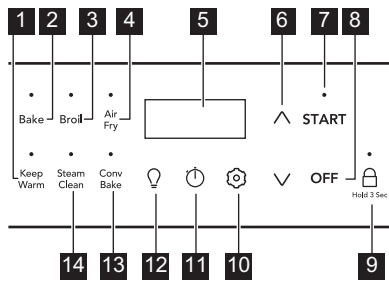 1 2 3 4 5 6 7 8
Bake Broil Air Fry START
Keep Warm Steam Clean Conv Bake OFF
Hold 3 Sec
14 13 12 11 10 9